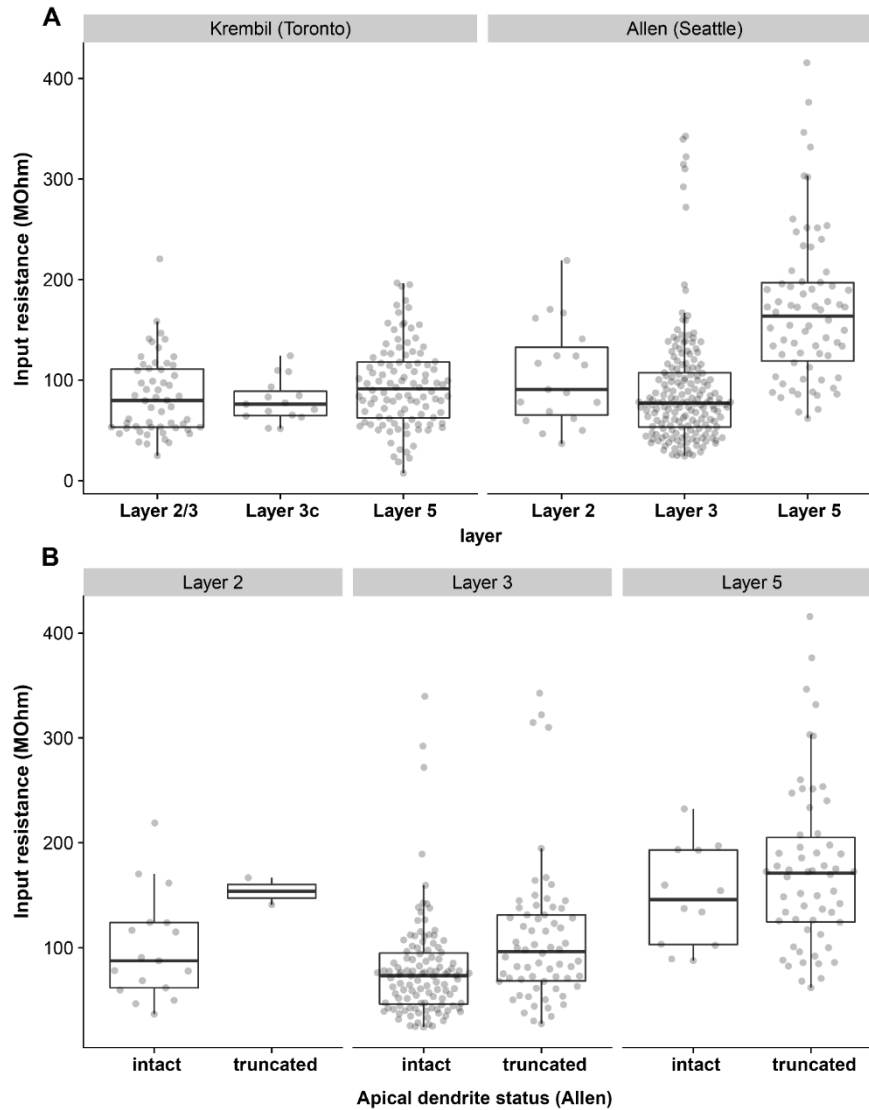 A
Krembil (Toronto) Allen (Seattle)
Input resistance (MOhm)
400
300
200
100
0
Layer 2/3 Layer 3c Layer 5 Layer 2 Layer 3 Layer 5
layer
B
Layer 2 Layer 3 Layer 5
Input resistance (MOhm)
400
300
200
100
intact truncated intact truncated intact truncated
Apical dendrite status (Allen)